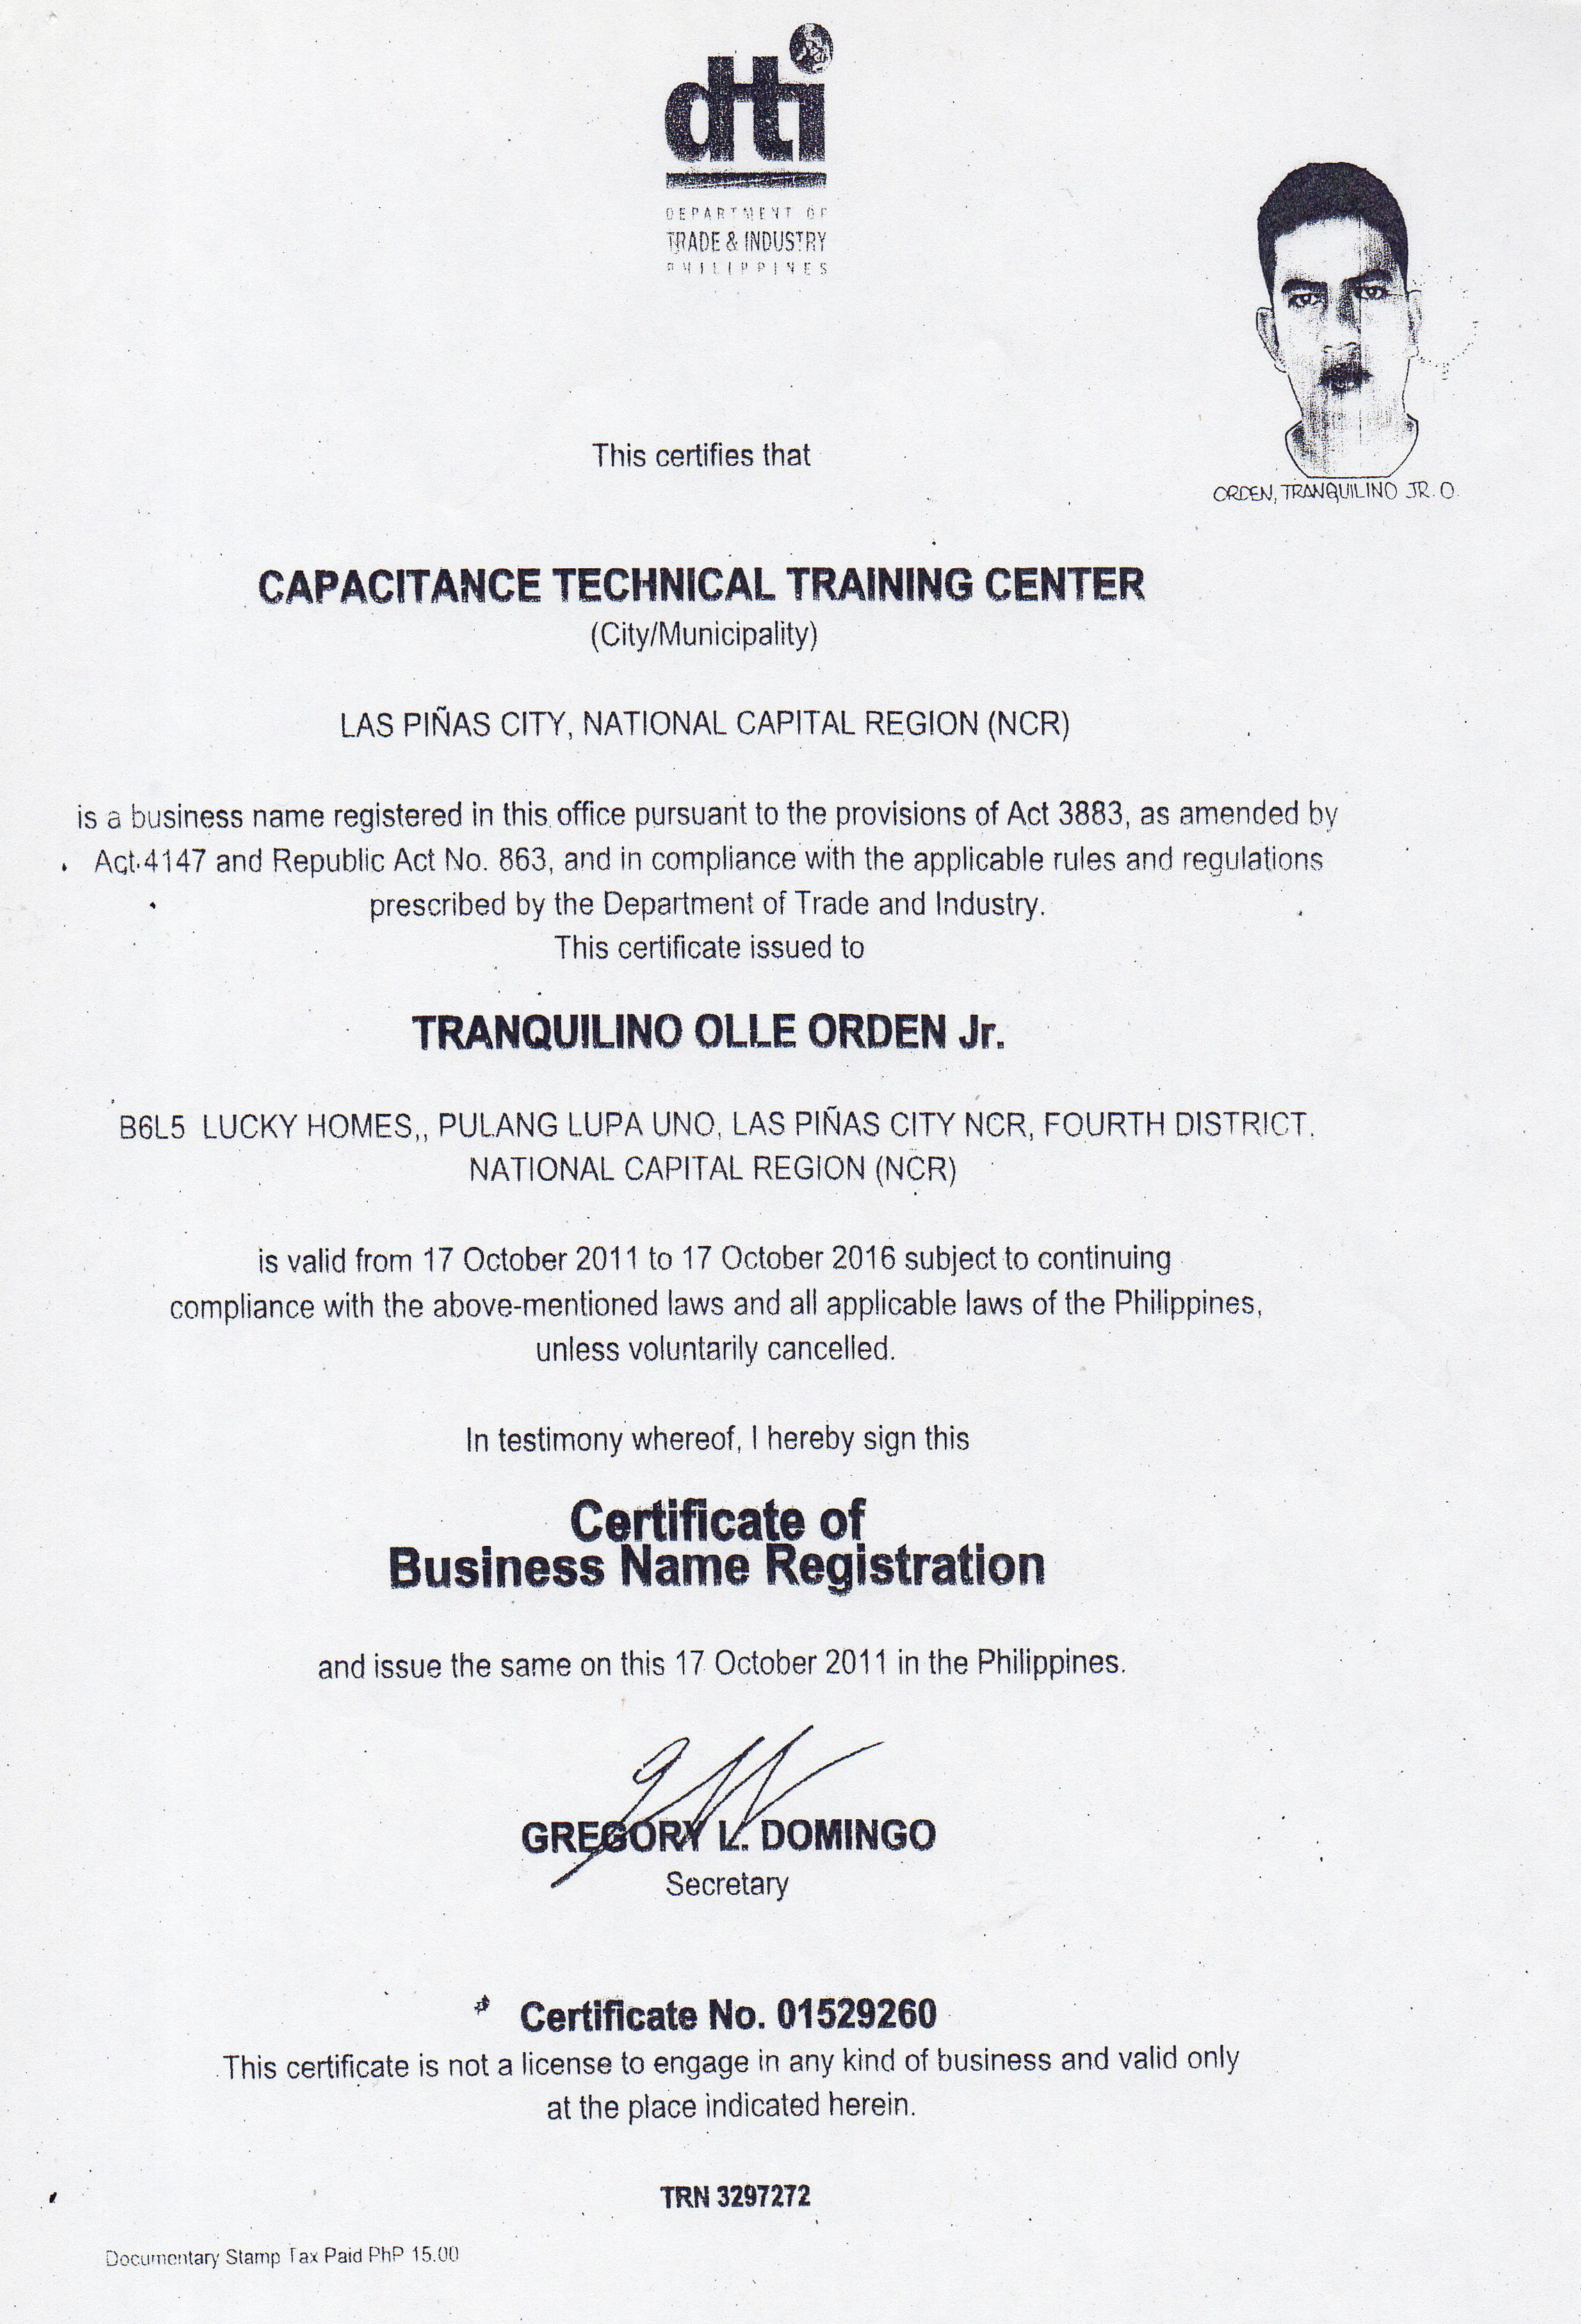 dti
DEPARTMENT OF
TRADE & INDUSTRY
PHILIPPINES
ORDEN, TRANQUILINO JR. O.
This certifies that
CAPACITANCE TECHNICAL TRAINING CENTER
(City/Municipality)
LAS PIÑAS CITY, NATIONAL CAPITAL REGION (NCR)
is a business name registered in this office pursuant to the provisions of Act 3883, as amended by
Act 4147 and Republic Act No. 863, and in compliance with the applicable rules and regulations
prescribed by the Department of Trade and Industry.
This certificate issued to
TRANQUILINO OLLE ORDEN Jr.
B6L5 LUCKY HOMES,, PULANG LUPA UNO, LAS PIÑAS CITY NCR, FOURTH DISTRICT,
NATIONAL CAPITAL REGION (NCR)
is valid from 17 October 2011 to 17 October 2016 subject to continuing
compliance with the above-mentioned laws and all applicable laws of the Philippines,
unless voluntarily cancelled.
In testimony whereof, I hereby sign this
Certificate of
Business Name Registration
and issue the same on this 17 October 2011 in the Philippines.
GREGORY L. DOMINGO
Secretary
Certificate No. 01529260
This certificate is not a license to engage in any kind of business and valid only
at the place indicated herein.
TRN 3297272
Documentary Stamp Tax Paid PhP 15.00